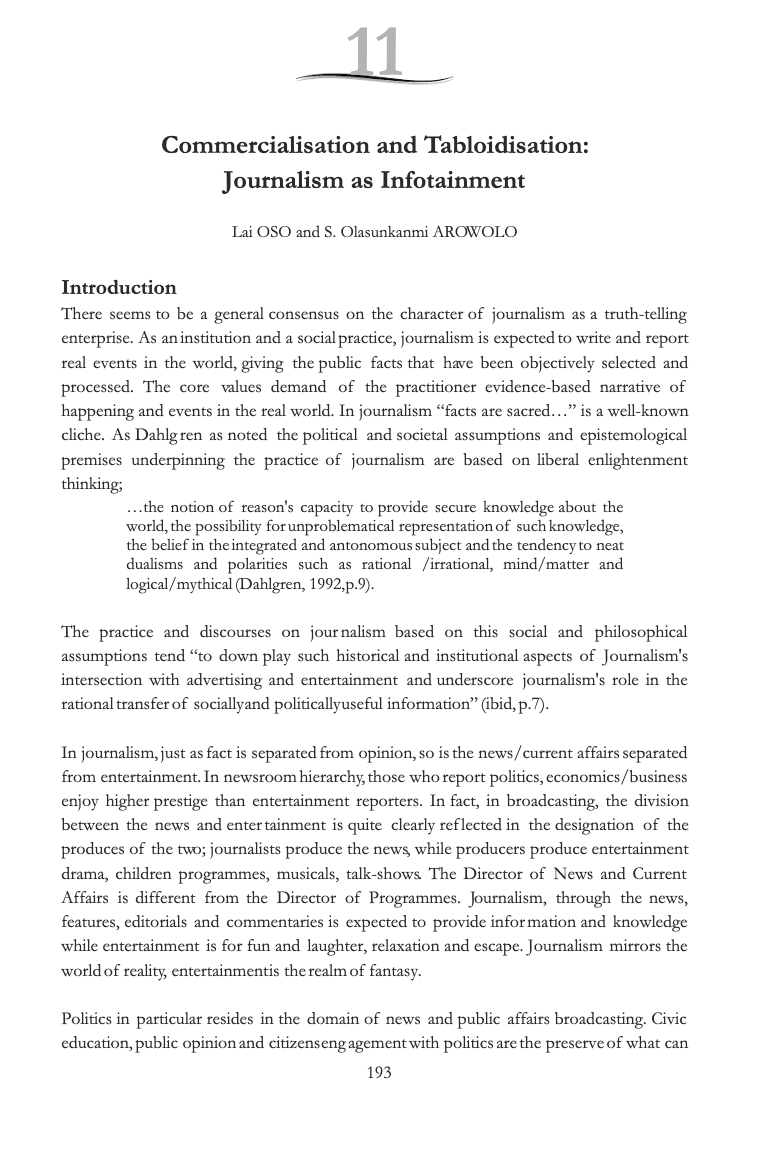 11
Commercialisation and Tabloidisation:
Journalism as Infotainment
Lai OSO and S. Olasunkanmi AROWOLO
Introduction
There seems to be a general consensus on the character of journalism as a truth-telling
enterprise. As an institution and a social practice, journalism is expected to write and report
real events in the world, giving the public facts that have been objectively selected and
processed. The core values demand of the practitioner evidence-based narrative of
happening and events in the real world. In journalism “facts are sacred…” is a well-known
cliche. As Dahlgren as noted the political and societal assumptions and epistemological
premises underpinning the practice of journalism are based on liberal enlightenment
thinking;
…the notion of reason's capacity to provide secure knowledge about the
world, the possibility for unproblematical representation of such knowledge,
the belief in the integrated and antonomous subject and the tendency to neat
dualisms and polarities such as rational /irrational, mind/matter and
logical/mythical (Dahlgren, 1992,p.9).
The practice and discourses on journalism based on this social and philosophical
assumptions tend “to down play such historical and institutional aspects of Journalism's
intersection with advertising and entertainment and underscore journalism's role in the
rational transfer of socially and politically useful information” (ibid, p.7).
In journalism, just as fact is separated from opinion, so is the news/current affairs separated
from entertainment. In newsroom hierarchy, those who report politics, economics/business
enjoy higher prestige than entertainment reporters. In fact, in broadcasting, the division
between the news and entertainment is quite clearly reflected in the designation of the
produces of the two; journalists produce the news, while producers produce entertainment
drama, children programmes, musicals, talk-shows. The Director of News and Current
Affairs is different from the Director of Programmes. Journalism, through the news,
features, editorials and commentaries is expected to provide information and knowledge
while entertainment is for fun and laughter, relaxation and escape. Journalism mirrors the
world of reality, entertainment is the realm of fantasy.
Politics in particular resides in the domain of news and public affairs broadcasting. Civic
education, public opinion and citizens engagement with politics are the preserve of what can
193